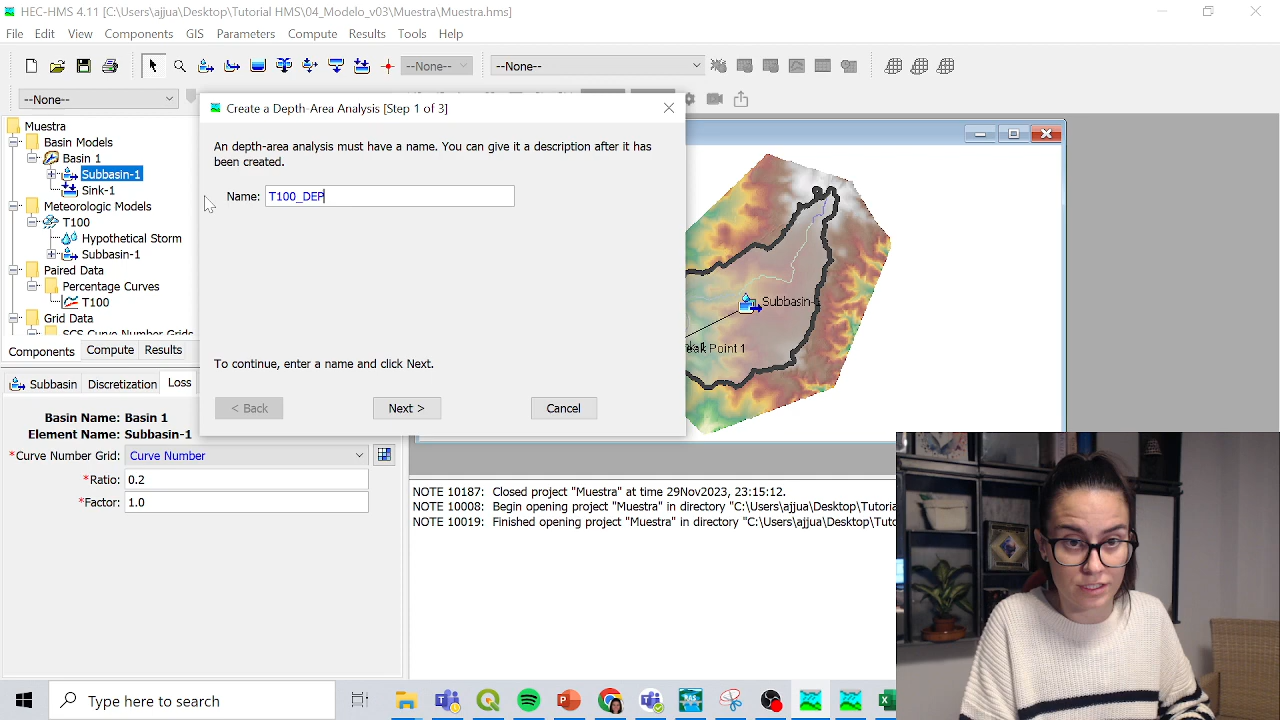 HEC-HMS 4.11 [C:\Users\ajjua\Desktop\Tutorial HMS\04_Modelo_v03\Muestra\Muestra.hms]
File Edit View Components GIS Parameters Compute Results Tools Help
--None-- --None--
--None--
Create a Depth-Area Analysis [Step 1 of 3]
An depth-area analysis must have a name. You can give it a description after it has
been created.
Name: T100_DEP
To continue, enter a name and click Next.
< Back Next > Cancel
Muestra
Basin Models
Basin 1
Subbasin-1
Sink-1
Meteorologic Models
T100
Hypothetical Storm
Subbasin-1
Paired Data
Percentage Curves
T100
Grid Data
SCS Curve Number Grids
Components Compute Results
Subbasin-
Point 1
Subbasin Discretization Loss
Basin Name: Basin 1
Element Name: Subbasin-1
*Curve Number Grid: Curve Number
*Ratio: 0.2
*Factor: 1.0
NOTE 10187: Closed project "Muestra" at time 29Nov2023, 23:15:12.
NOTE 10008: Begin opening project "Muestra" in directory "C:\Users\ajjua\Desktop\Tutoria
NOTE 10019: Finished opening project "Muestra" in directory "C:\Users\ajjua\Desktop\Tuto
Type here to search